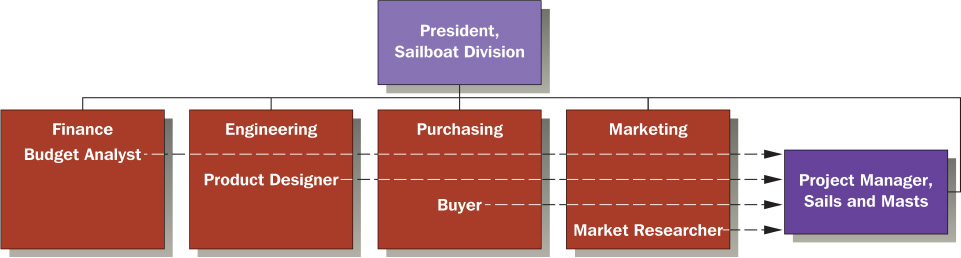 President,
Sailboat Division
Finance
Engineering
Purchasing
Marketing
Budget Analyst
Product Designer
Buyer
Market Researcher
Project Manager,
Sails and Masts